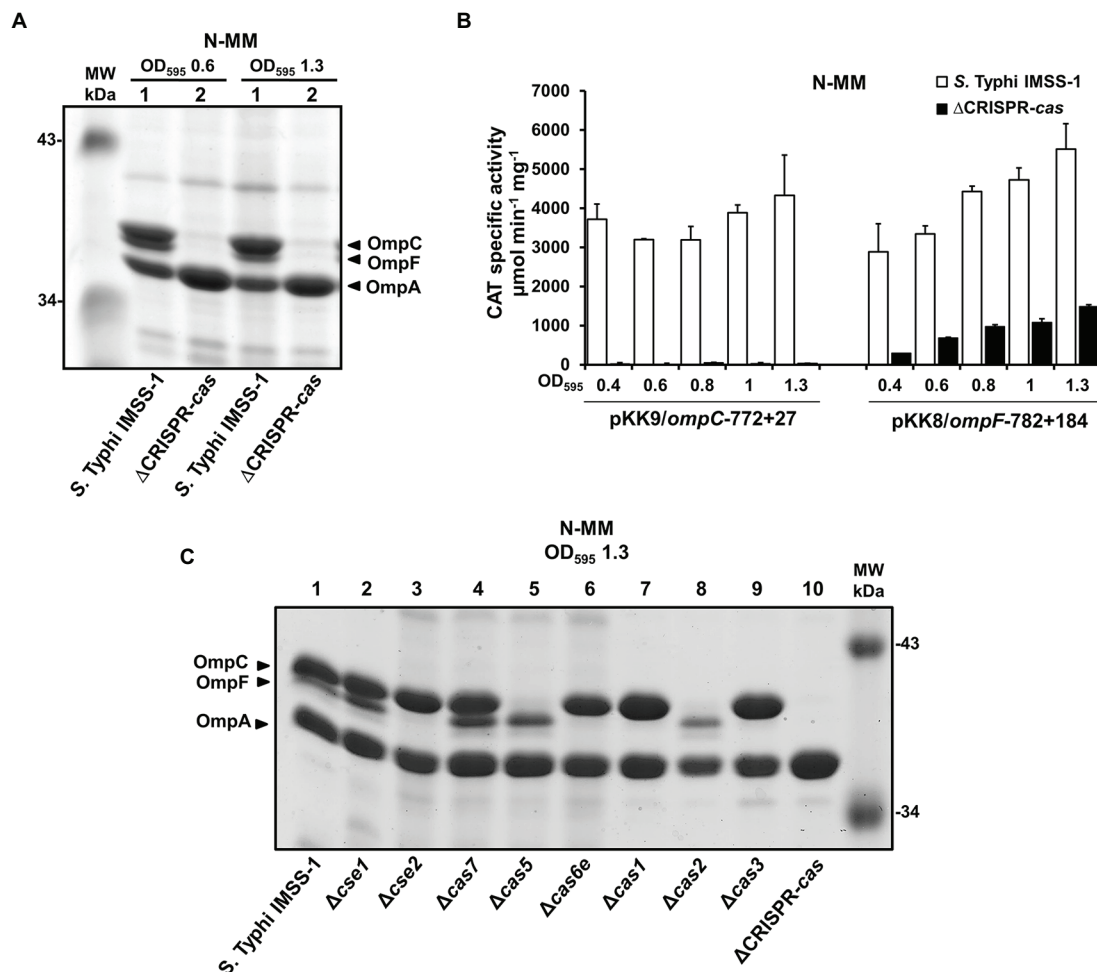 A
N-MM
OD595 0.6 OD595 1.3
MW
kDa
1 2 1 2
43-
34-
OmpC
OmpF
OmpA
S. Typhi IMSS-1
ΔCRISPR-cas
S. Typhi IMSS-1
ΔCRISPR-cas
B
N-MM
S. Typhi IMSS-1
ΔCRISPR-cas
CAT specific activity
µmol min-1 mg-1
7000
6000
5000
4000
3000
2000
1000
0
OD595 0.4 0.6 0.8 1 1.3 0.4 0.6 0.8 1 1.3
pKK9/ompC-772+27 pKK8/ompF-782+184
C
N-MM
OD595 1.3
1 2 3 4 5 6 7 8 9 10
MW
kDa
OmpC
OmpF
OmpA
-43
-34
S. Typhi IMSS-1
Δcse1
Δcse2
Δcas7
Δcas5
Δcas6e
Δcas1
Δcas2
Δcas3
ΔCRISPR-cas